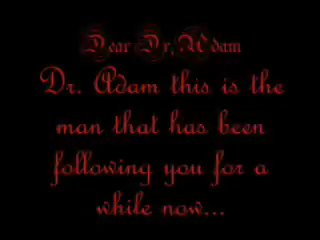 Dear Dr, Adam
Dr. Adam this is the
man that has been
following you for a
while now...